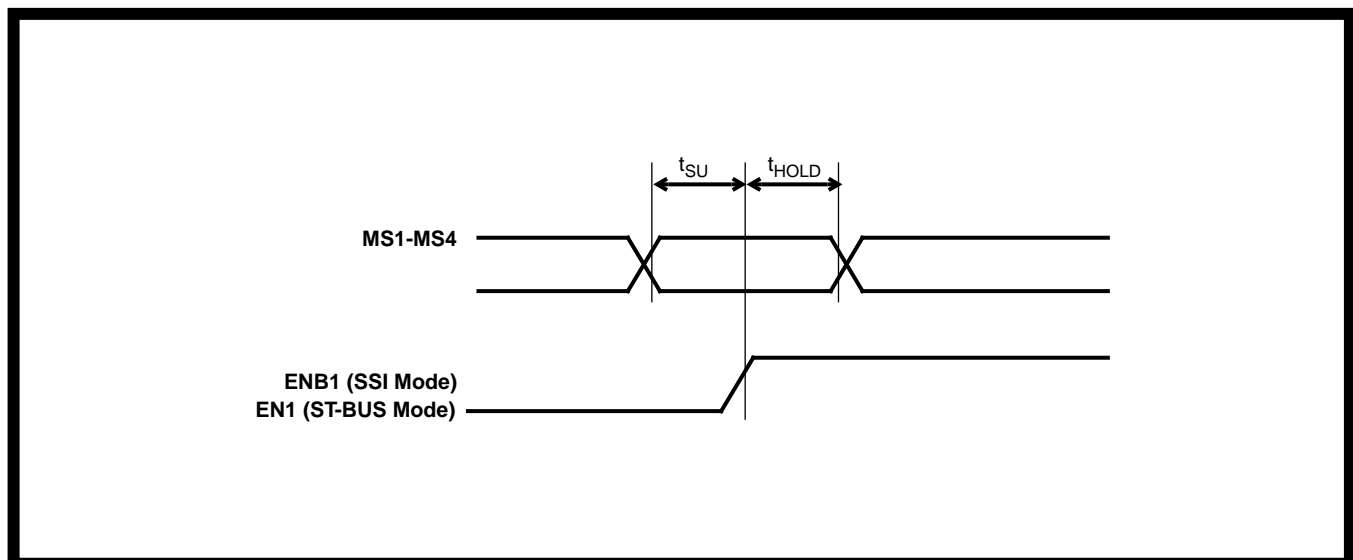 tSU tHOLD
MS1-MS4
ENB1 (SSI Mode)
EN1 (ST-BUS Mode)